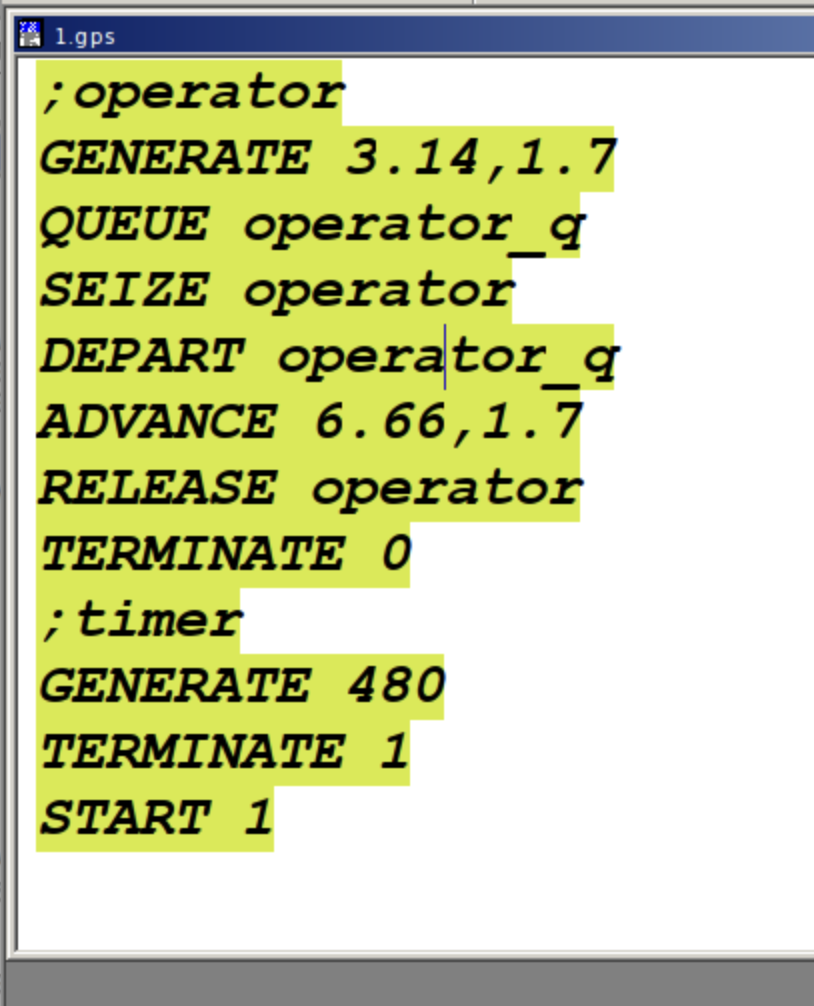 1.gps
;operator
GENERATE 3.14,1.7
QUEUE operator_q
SEIZE operator
DEPART operator_q
ADVANCE 6.66,1.7
RELEASE operator
TERMINATE 0
;timer
GENERATE 480
TERMINATE 1
START 1